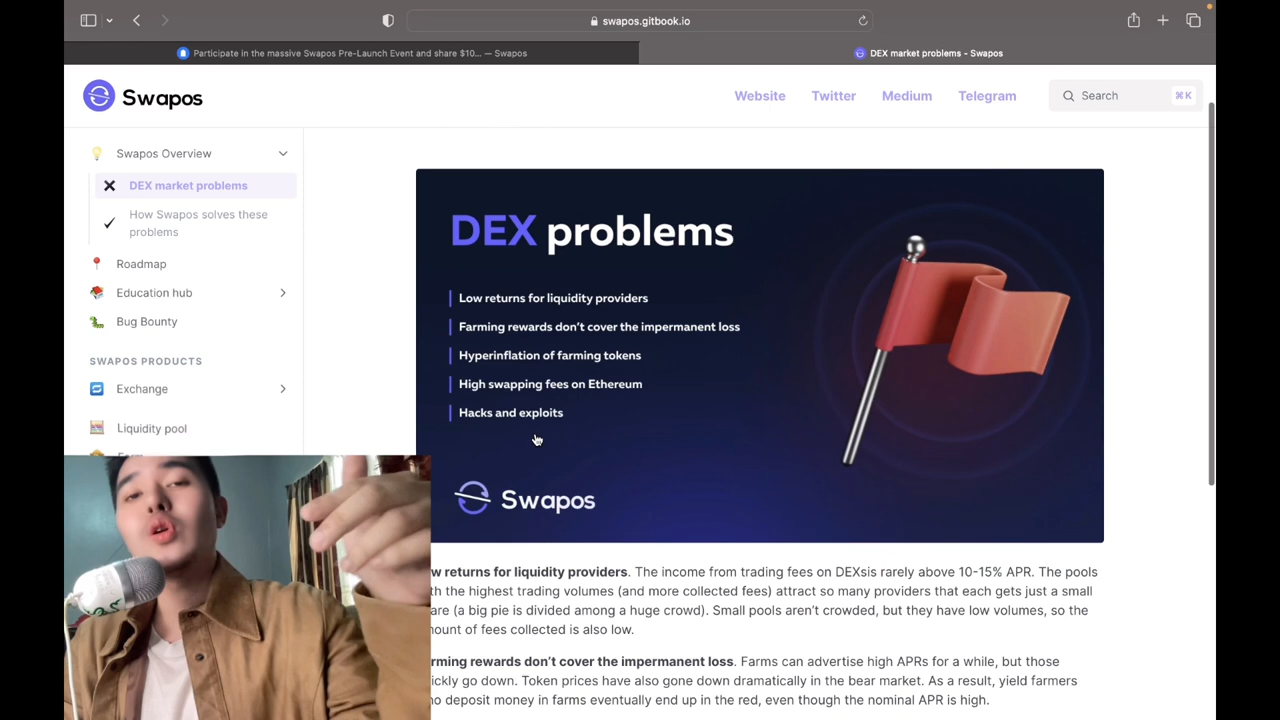 swapos.gitbook.io
Participate in the massive Swapos Pre-Launch Event and share $10... — Swapos
DEX market problems - Swapos
Swapos
Website
Twitter
Medium
Telegram
Search
⌘K
Swapos Overview
DEX market problems
How Swapos solves these
problems
Roadmap
Education hub
Bug Bounty
SWAPOS PRODUCTS
Exchange
Liquidity pool
DEX problems
Low returns for liquidity providers
Farming rewards don’t cover the impermanent loss
Hyperinflation of farming tokens
High swapping fees on Ethereum
Hacks and exploits
Swapos
returns for liquidity providers. The income from trading fees on DEXsis rarely above 10-15% APR. The pools
the highest trading volumes (and more collected fees) attract so many providers that each gets just a small
(a big pie is divided among a huge crowd). Small pools aren’t crowded, but they have low volumes, so the
of fees collected is also low.
rewards don’t cover the impermanent loss. Farms can advertise high APRs for a while, but those
go down. Token prices have also gone down dramatically in the bear market. As a result, yield farmers
deposit money in farms eventually end up in the red, even though the nominal APR is high.